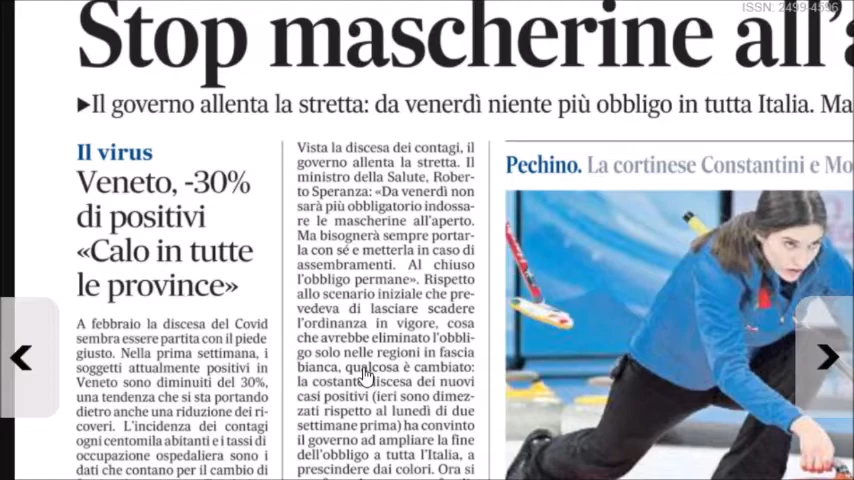 ISSN: 2499-4596
Stop mascherine all'a
▶Il governo allenta la stretta: da venerdì niente più obbligo in tutta Italia. Ma
Il virus
Veneto, -30%
di positivi
«Calo in tutte
le province»
A febbraio la discesa del Covid
sembra essere partita con il piede
giusto. Nella prima settimana, i
soggetti attualmente positivi in
Veneto sono diminuiti del 30%,
una tendenza che si sta portando
dietro anche una riduzione dei ri-
coveri. L'incidenza dei contagi
ogni centomila abitanti e i tassi di
occupazione ospedaliera sono i
dati che contano per il cambio di
Vista la discesa dei contagi, il
governo allenta la stretta. Il
ministro della Salute, Rober-
to Speranza: «Da venerdì non
sarà più obbligatorio indossa-
re le mascherine all'aperto.
Ma bisognerà sempre portar-
la con sé e metterla in caso di
assembramenti. Al chiuso
l'obbligo permane». Rispetto
allo scenario iniziale che pre-
vedeva di lasciare scadere
l'ordinanza in vigore, cosa
che avrebbe eliminato l'obbli-
go solo nelle regioni in fascia
bianca, qualcosa è cambiato:
la costante discesa dei nuovi
casi positivi (ieri sono dimez-
zati rispetto al lunedì di due
settimane prima) ha convinto
il governo ad ampliare la fine
dell'obbligo a tutta l'Italia, a
prescindere dai colori. Ora si
Pechino. La cortinese Constantini e Mo